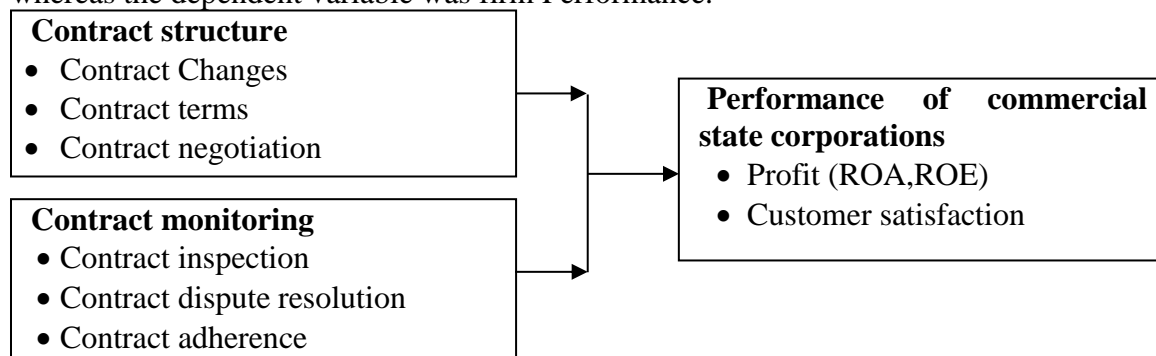 whereas the dependent variable was firm Performance.
Contract structure
• Contract Changes
• Contract terms
• Contract negotiation
Contract monitoring
• Contract inspection
• Contract dispute resolution
• Contract adherence
Performance of commercial
state corporations
• Profit (ROA,ROE)
• Customer satisfaction